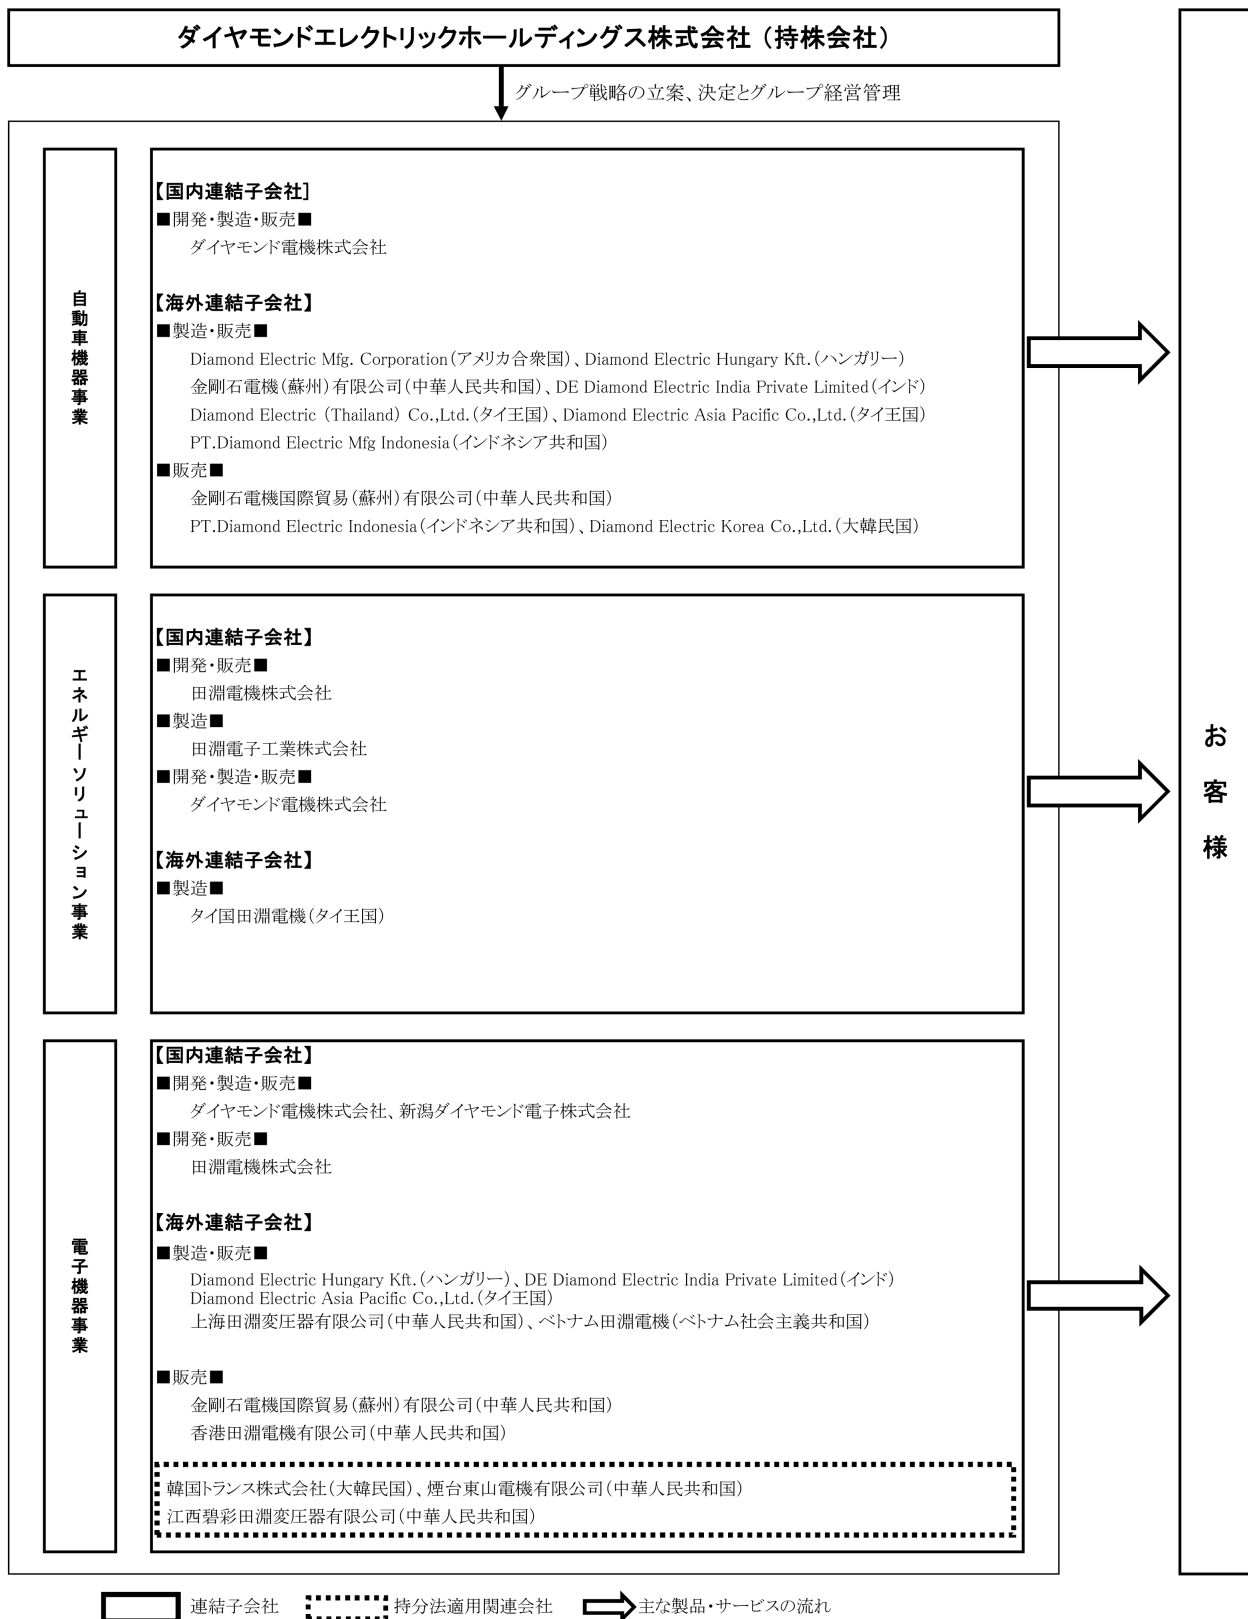 ダイヤモンドエレクトリックホールディングス株式会社（持株会社）
グループ戦略の立案、決定とグループ経営管理
自動車機器事業
【国内連結子会社]
■開発・製造・販売■
ダイヤモンド電機株式会社
【海外連結子会社】
■製造・販売■
Diamond Electric Mfg. Corporation（アメリカ合衆国）、Diamond Electric Hungary Kft.（ハンガリー）
金剛石電機（蘇州）有限公司（中華人民共和国）、DE Diamond Electric India Private Limited（インド）
Diamond Electric (Thailand) Co.,Ltd.（タイ王国）、Diamond Electric Asia Pacific Co.,Ltd.（タイ王国）
PT.Diamond Electric Mfg Indonesia（インドネシア共和国）
■販売■
金剛石電機国際貿易（蘇州）有限公司（中華人民共和国）
PT.Diamond Electric Indonesia（インドネシア共和国）、Diamond Electric Korea Co.,Ltd.（大韓民国）
エネルギーソリューション事業
【国内連結子会社】
■開発・販売■
田淵電機株式会社
■製造■
田淵電子工業株式会社
■開発・製造・販売■
ダイヤモンド電機株式会社
【海外連結子会社】
■製造■
タイ国田淵電機（タイ王国）
電子機器事業
【国内連結子会社】
■開発・製造・販売■
ダイヤモンド電機株式会社、新潟ダイヤモンド電子株式会社
■開発・販売■
田淵電機株式会社
【海外連結子会社】
■製造・販売■
Diamond Electric Hungary Kft.（ハンガリー）、DE Diamond Electric India Private Limited（インド）
Diamond Electric Asia Pacific Co.,Ltd.（タイ王国）
上海田淵変圧器有限公司（中華人民共和国）、ベトナム田淵電機（ベトナム社会主義共和国）
■販売■
金剛石電機国際貿易（蘇州）有限公司（中華人民共和国）
香港田淵電機有限公司（中華人民共和国）
韓国トランス株式会社（大韓民国）、煙台東山電機有限公司（中華人民共和国）
江西碧彩田淵変圧器有限公司（中華人民共和国）
お客様
連結子会社 持分法適用関連会社 主な製品・サービスの流れ